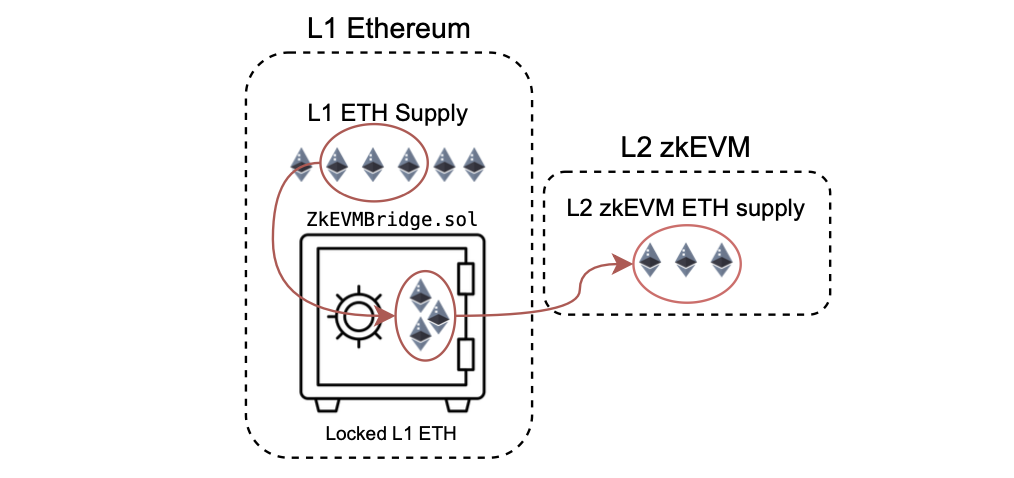 L1 Ethereum
L1 ETH Supply
ZkEVMBridge.sol
Locked L1 ETH
L2 zkEVM
L2 zkEVM ETH supply